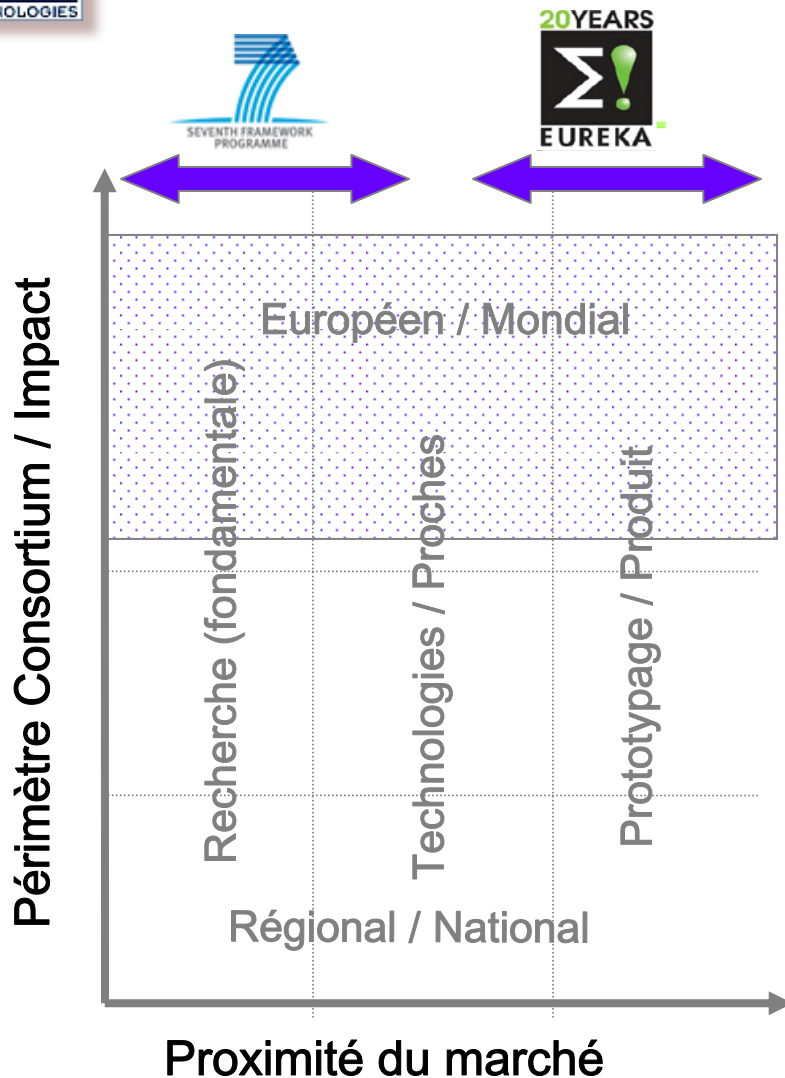 20YEARS
EUREKA
SEVENTH FRAMEWORK
PROGRAMME
Périmètre Consortium / Impact
Européen / Mondial
Recherche (fondamentale)
Technologies / Proches
Prototypage / Produit
Régional / National
Proximité du marché